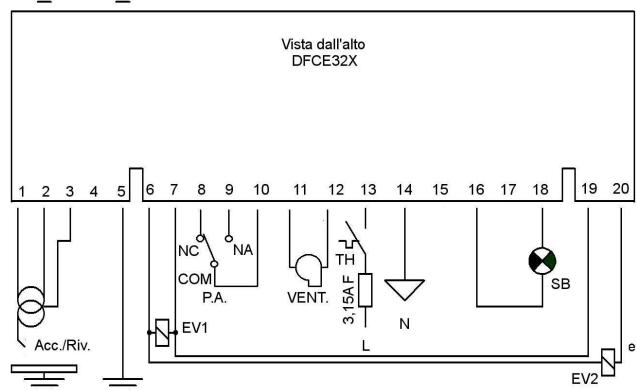 Vista dall'alto
DFCE32X
1 2 3 4 5 6 7 8 9 10 11 12 13 14 15 16 17 18 19 20
NC NA TH
COM SB
P.A. VENT. 3,15A F N
EV1
Acc./Riv. L e
EV2